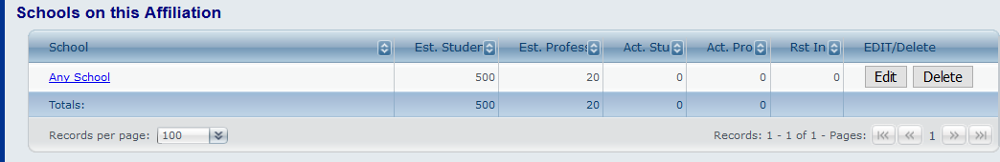 Schools on this Affiliation
School Est. Studen Est. Profess Act. Stu Act. Pro Rst In EDIT/Delete
Any School 500 20 0 0 0 Edit Delete
Totals: 500 20 0 0
Records per page: 100 Records: 1 - 1 of 1 - Pages: 1